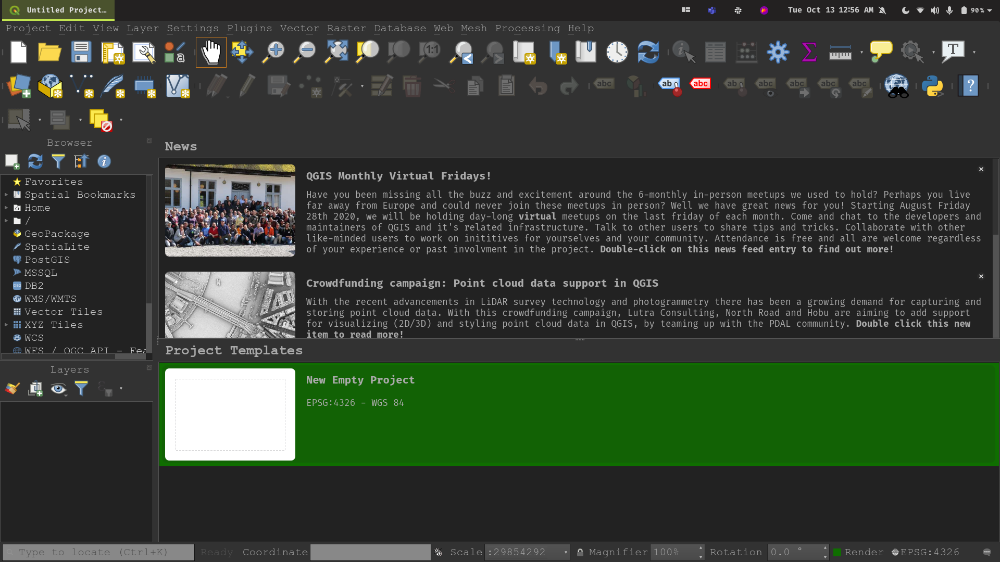 Untitled Project…
Tue Oct 13 12:56 AM
90%
Project Edit View Layer Settings Plugins Vector Raster Database Web Mesh Processing Help
1:1
T
abc
ab
abc
ab
abc
abc
abc
abc
?
Browser
Favorites
Spatial Bookmarks
Home
/
GeoPackage
SpatiaLite
PostGIS
MSSQL
DB2
WMS/WMTS
Vector Tiles
XYZ Tiles
WCS
WFS / OGC API - Fea
Layers
News
QGIS Monthly Virtual Fridays!
Have you been missing all the buzz and excitement around the 6-monthly in-person meetups we used to hold? Perhaps you live
far away from Europe and could never join these meetups in person? Well we have great news for you! Starting August Friday
28th 2020, we will be holding day-long virtual meetups on the last friday of each month. Come and chat to the developers and
maintainers of QGIS and it's related infrastructure. Talk to other users to share tips and tricks. Collaborate with other
like-minded users to work on inititives for yourselves and your community. Attendance is free and all are welcome regardless
of your experience or past involvment in the project. Double-click on this news feed entry to find out more!
Crowdfunding campaign: Point cloud data support in QGIS
With the recent advancements in LiDAR survey technology and photogrammetry there has been a growing demand for capturing and
storing point cloud data. With this crowdfunding campaign, Lutra Consulting, North Road and Hobu are aiming to add support
for visualizing (2D/3D) and styling point cloud data in QGIS, by teaming up with the PDAL community. Double click this new
item to read more!
Project Templates
New Empty Project
EPSG:4326 - WGS 84
Type to locate (Ctrl+K) Ready Coordinate Scale :29854292 Magnifier 100% Rotation 0.0 ° Render EPSG:4326